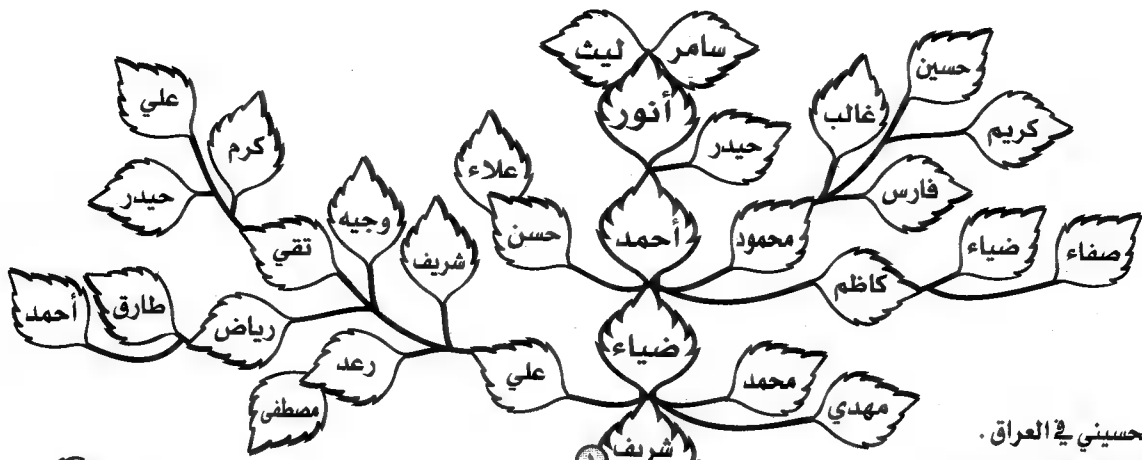 سامر
ليث
حسين
علي
أنور
غالب
كريم
كرم
حيدر
علاء
فارس
حيدر
وجيه
محمود
أحمد
حسن
شريف
تقي
صفاء
ضياء
كاظم
طارق
أحمد
رياض
ضياء
رعد
علي
محمد
مهدي
مصطفى
شريف
حسيني في العراق .